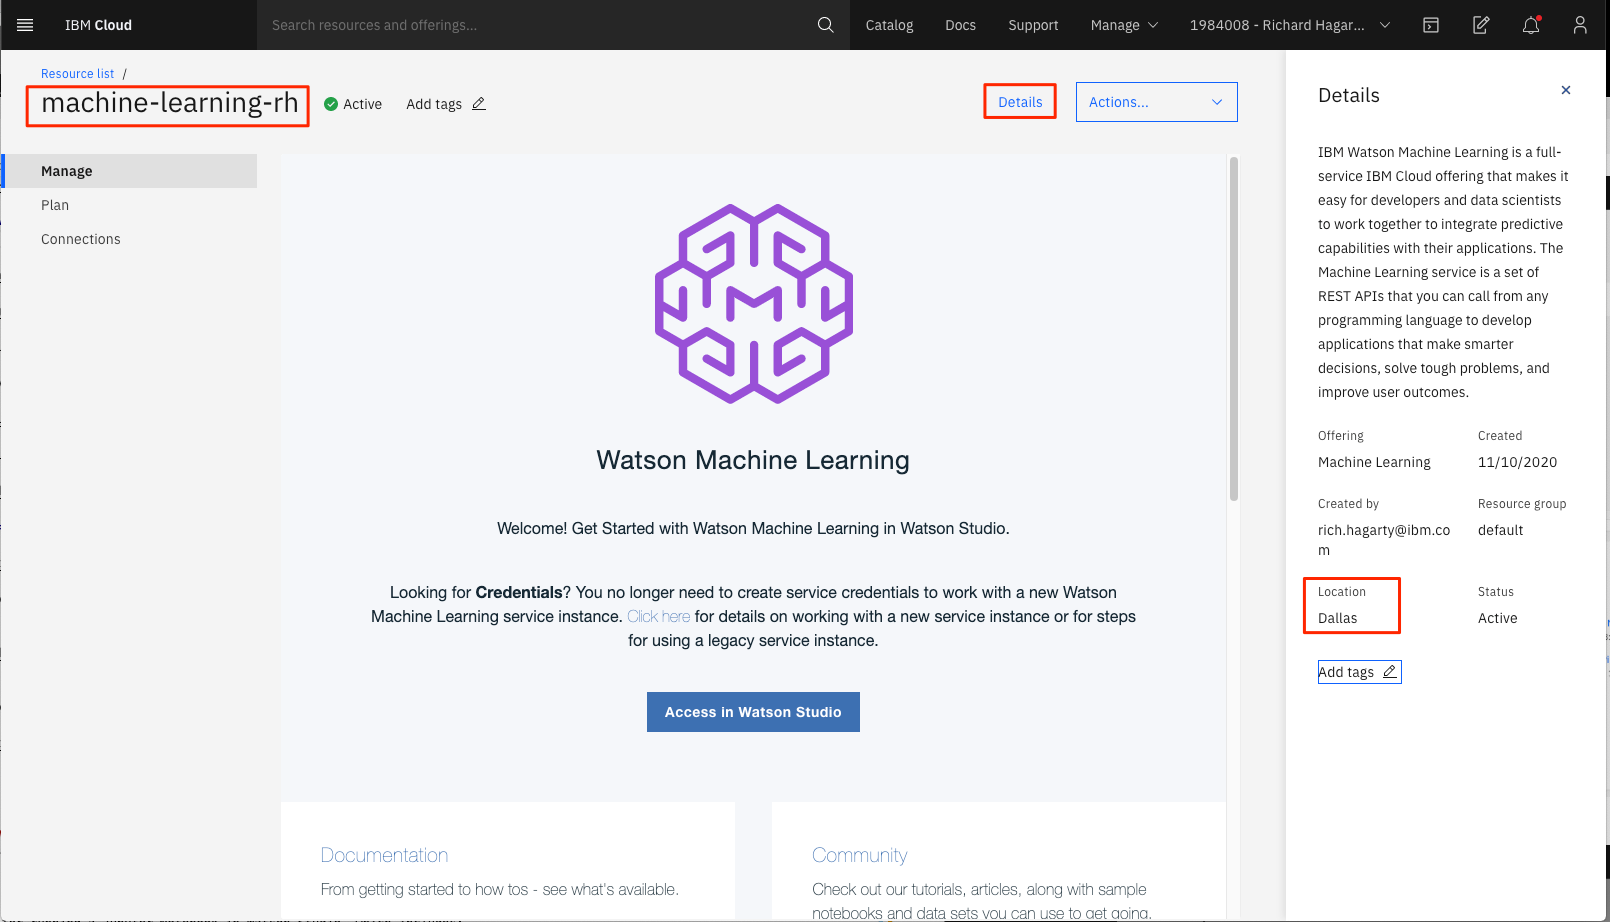 IBM Cloud
Search resources and offerings...
Catalog
Docs
Support
Manage
1984008 - Richard Hagar...
Resource list /
machine-learning-rh
Active
Add tags
Details
Actions...
Manage
Plan
Connections
Watson Machine Learning
Welcome! Get Started with Watson Machine Learning in Watson Studio.
Looking for Credentials? You no longer need to create service credentials to work with a new Watson
Machine Learning service instance. Click here for details on working with a new service instance or for steps
for using a legacy service instance.
Access in Watson Studio
Documentation
From getting started to how tos - see what's available.
Community
Check out our tutorials, articles, along with sample
notebooks and data sets you can use to get going.
Details
IBM Watson Machine Learning is a full-
service IBM Cloud offering that makes it
easy for developers and data scientists
to work together to integrate predictive
capabilities with their applications. The
Machine Learning service is a set of
REST APIs that you can call from any
programming language to develop
applications that make smarter
decisions, solve tough problems, and
improve user outcomes.
Offering
Machine Learning
Created
11/10/2020
Created by
rich.hagarty@ibm.co
m
Resource group
default
Location
Dallas
Status
Active
Add tags